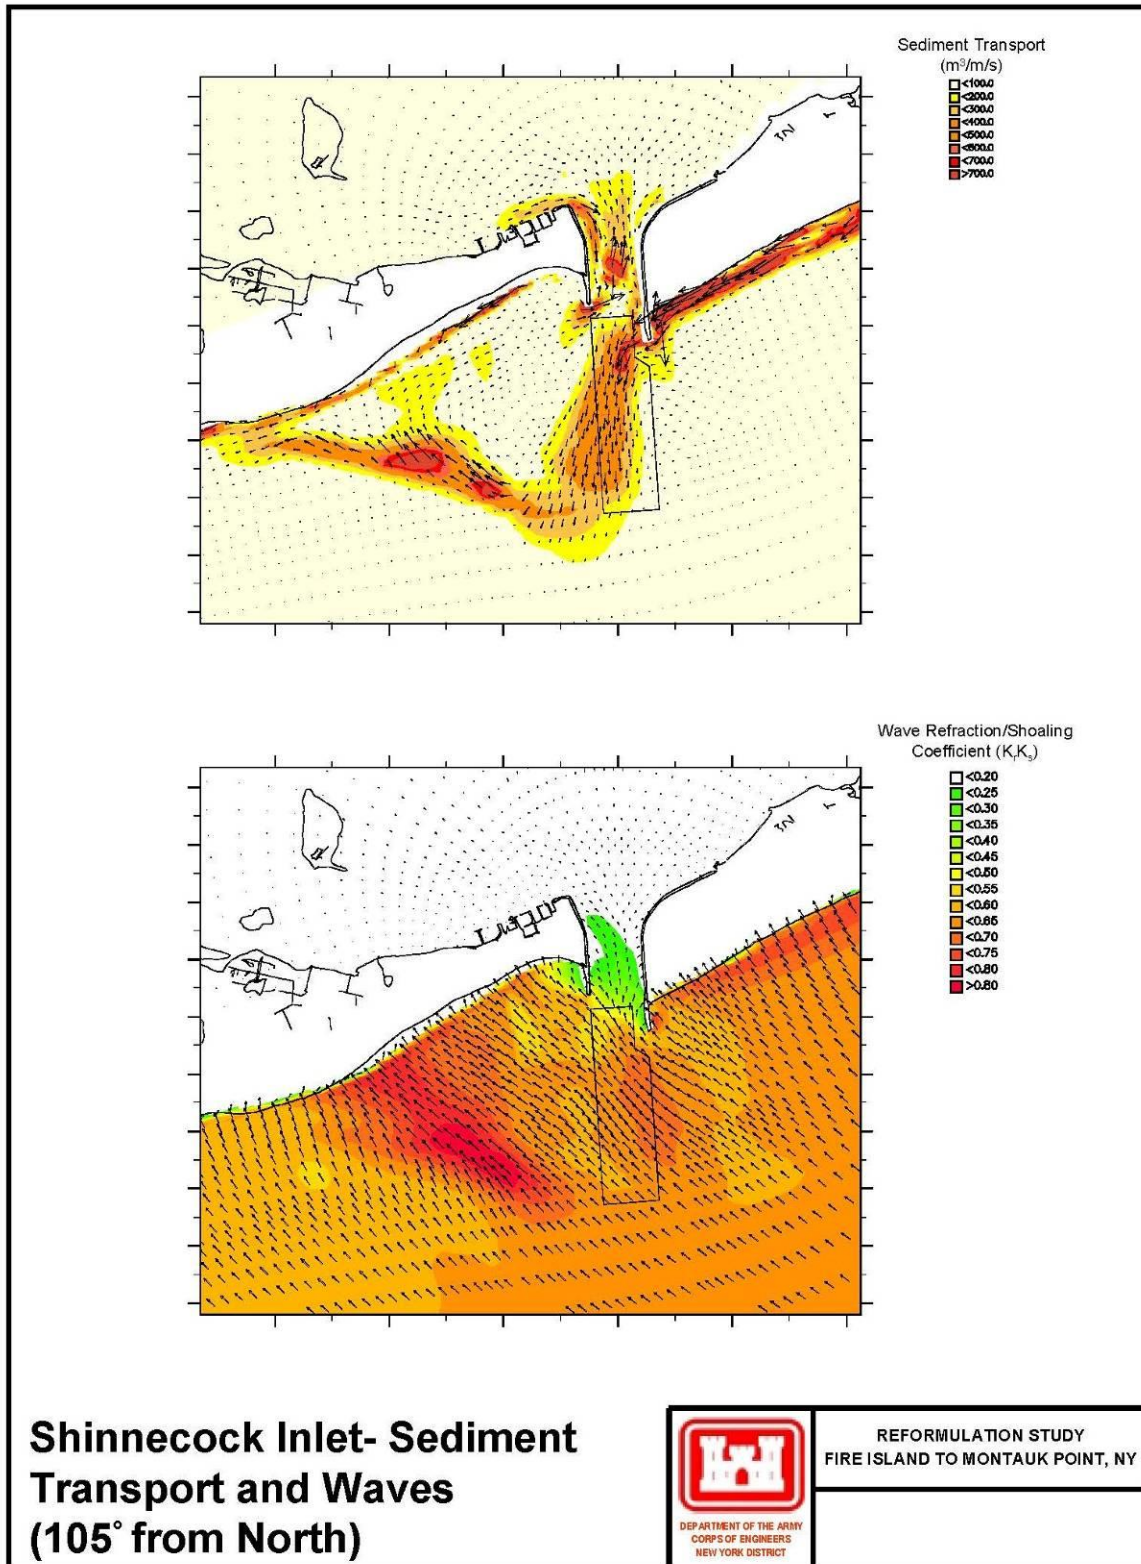 Sediment Transport
(m³/m/s)
<100.0
<200.0
<300.0
<400.0
<500.0
<600.0
<700.0
>700.0
Wave Refraction/Shoaling
Coefficient (KᵣKₛ)
<0.20
<0.25
<0.30
<0.35
<0.40
<0.45
<0.50
<0.55
<0.60
<0.65
<0.70
<0.75
<0.80
>0.80
Shinnecock Inlet- Sediment
Transport and Waves
(105° from North)
DEPARTMENT OF THE ARMY
CORPS OF ENGINEERS
NEW YORK DISTRICT
REFORMULATION STUDY
FIRE ISLAND TO MONTAUK POINT, NY